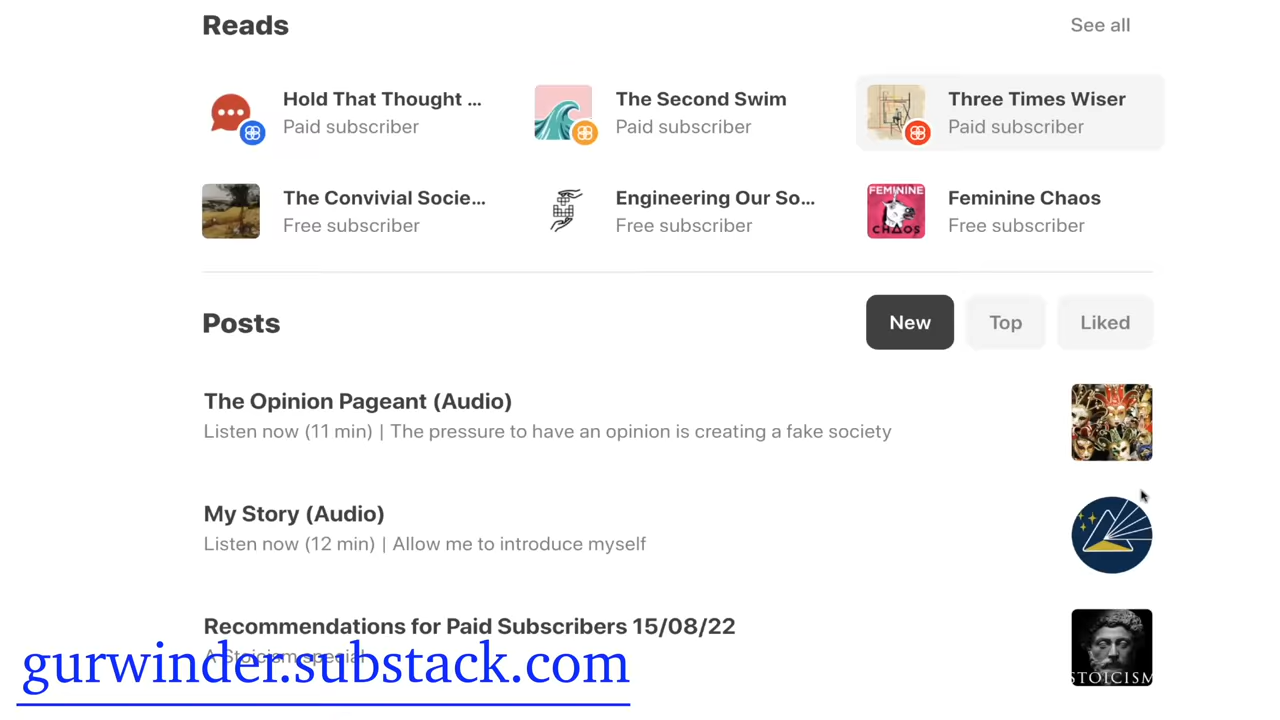 Reads
See all
Hold That Thought ...
Paid subscriber
The Second Swim
Paid subscriber
Three Times Wiser
Paid subscriber
The Convivial Socie...
Free subscriber
Engineering Our So...
Free subscriber
FEMININE
CHAOS
Feminine Chaos
Free subscriber
Posts
New
Top
Liked
The Opinion Pageant (Audio)
Listen now (11 min) | The pressure to have an opinion is creating a fake society
My Story (Audio)
Listen now (12 min) | Allow me to introduce myself
Recommendations for Paid Subscribers 15/08/22
A Stoicism special
STOICISM
gurwinder.substack.com